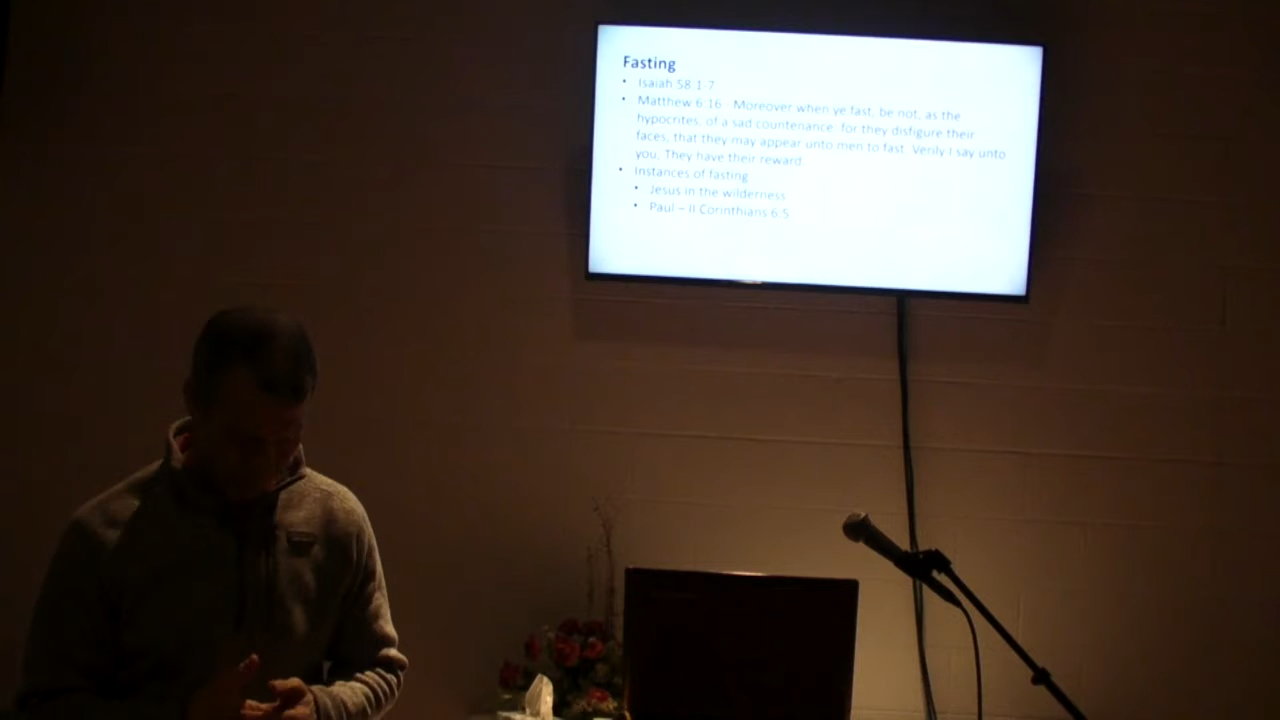 Fasting
• Isaiah 58:1-7
• Matthew 6:16 - Moreover when ye fast, be not, as the
hypocrites, of a sad countenance: for they disfigure their
faces, that they may appear unto men to fast. Verily I say unto
you, They have their reward.
• Instances of fasting
• Jesus in the wilderness
• Paul – II Corinthians 6:5